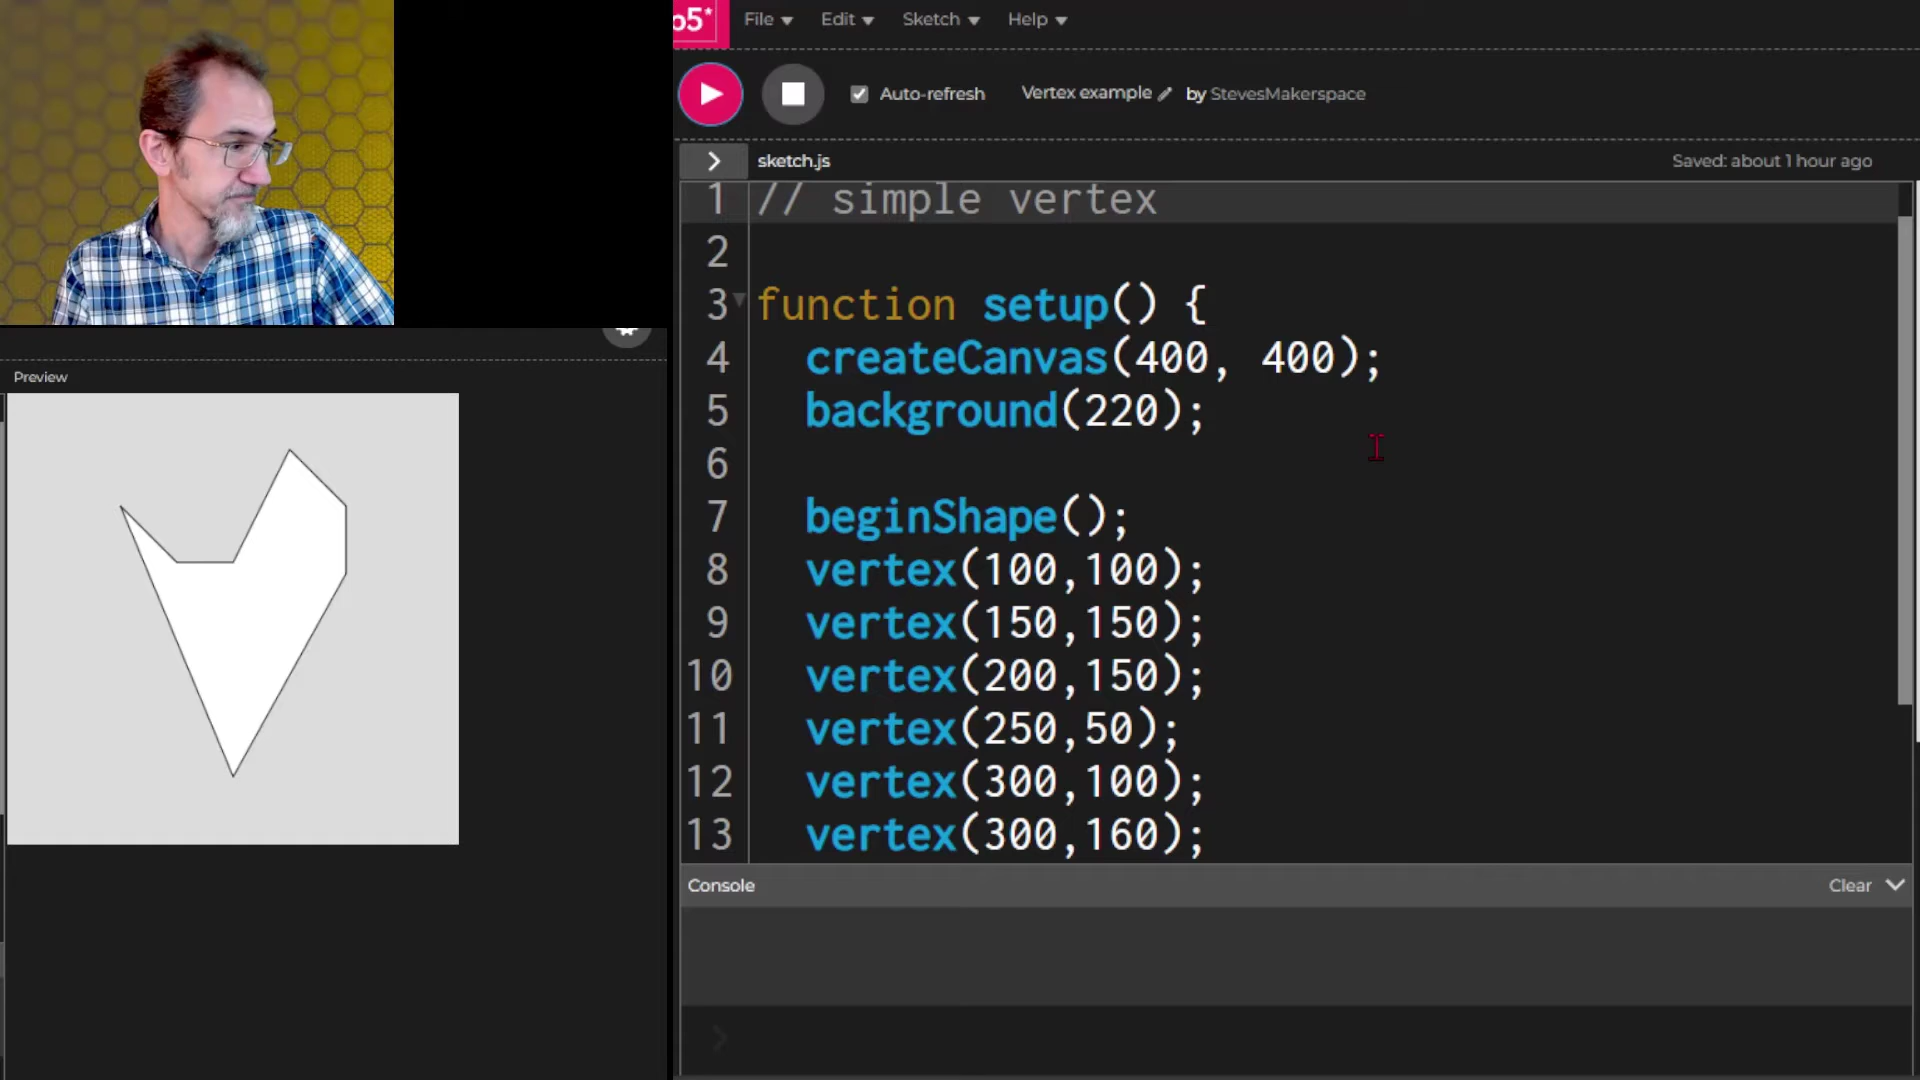 p5*
File
Edit
Sketch
Help
Auto-refresh
Vertex example
by StevesMakerspace
sketch.js
Saved: about 1 hour ago
Preview
1 // simple vertex
2
3 function setup() {
4 createCanvas(400, 400);
5 background(220);
6
7 beginShape();
8 vertex(100,100);
9 vertex(150,150);
10 vertex(200,150);
11 vertex(250,50);
12 vertex(300,100);
13 vertex(300,160);
Console
Clear